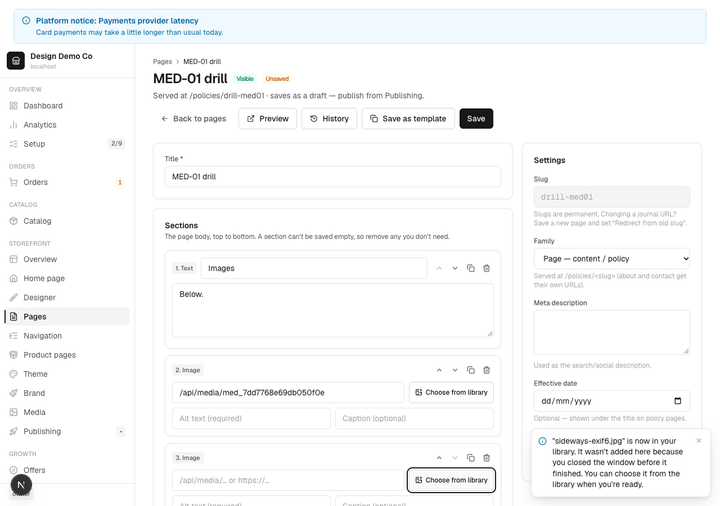 Platform notice: Payments provider latency
Card payments may take a little longer than usual today.
Design Demo Co
localhost
OVERVIEW
Dashboard
Analytics
Setup 2/9
ORDERS
Orders 1
CATALOG
Catalog
STOREFRONT
Overview
Home page
Designer
Pages
Navigation
Product pages
Theme
Brand
Media
Publishing
GROWTH
Offers
N
Pages > MED-01 drill
MED-01 drill Visible Unsaved
Served at /policies/drill-med01 · saves as a draft — publish from Publishing.
← Back to pages Preview History Save as template Save
Title *
MED-01 drill
Sections
The page body, top to bottom. A section can't be saved empty, so remove any you don't need.
1. Text Images
Below.
2. Image
/api/media/med_7dd7768e69db050f0e Choose from library
Alt text (required) Caption (optional)
3. Image
/api/media/… or https://… Choose from library
Alt text (required) Caption (optional)
Settings
Slug
drill-med01
Slugs are permanent. Changing a journal URL?
Save a new page and set "Redirect from old slug".
Family
Page — content / policy
Served at /policies/<slug> (about and contact get
their own URLs).
Meta description
Used as the search/social description.
Effective date
dd/mm/yyyy
Optional — shown under the title on policy pages.
"sideways-exif6.jpg" is now in your
library. It wasn't added here because
you closed the window before it
finished. You can choose it from the
library when you're ready.